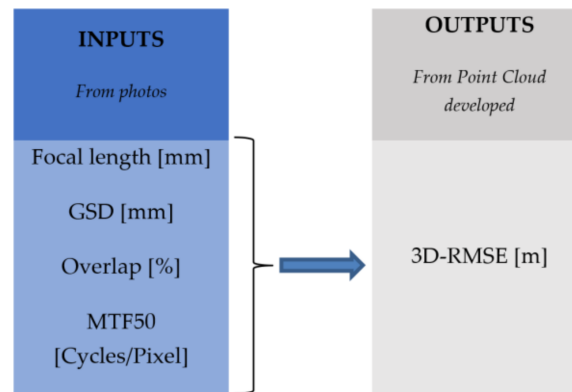 INPUTS
From photos
Focal length [mm]
GSD [mm]
Overlap [%]
MTF50
[Cycles/Pixel]
OUTPUTS
From Point Cloud
developed
3D-RMSE [m]